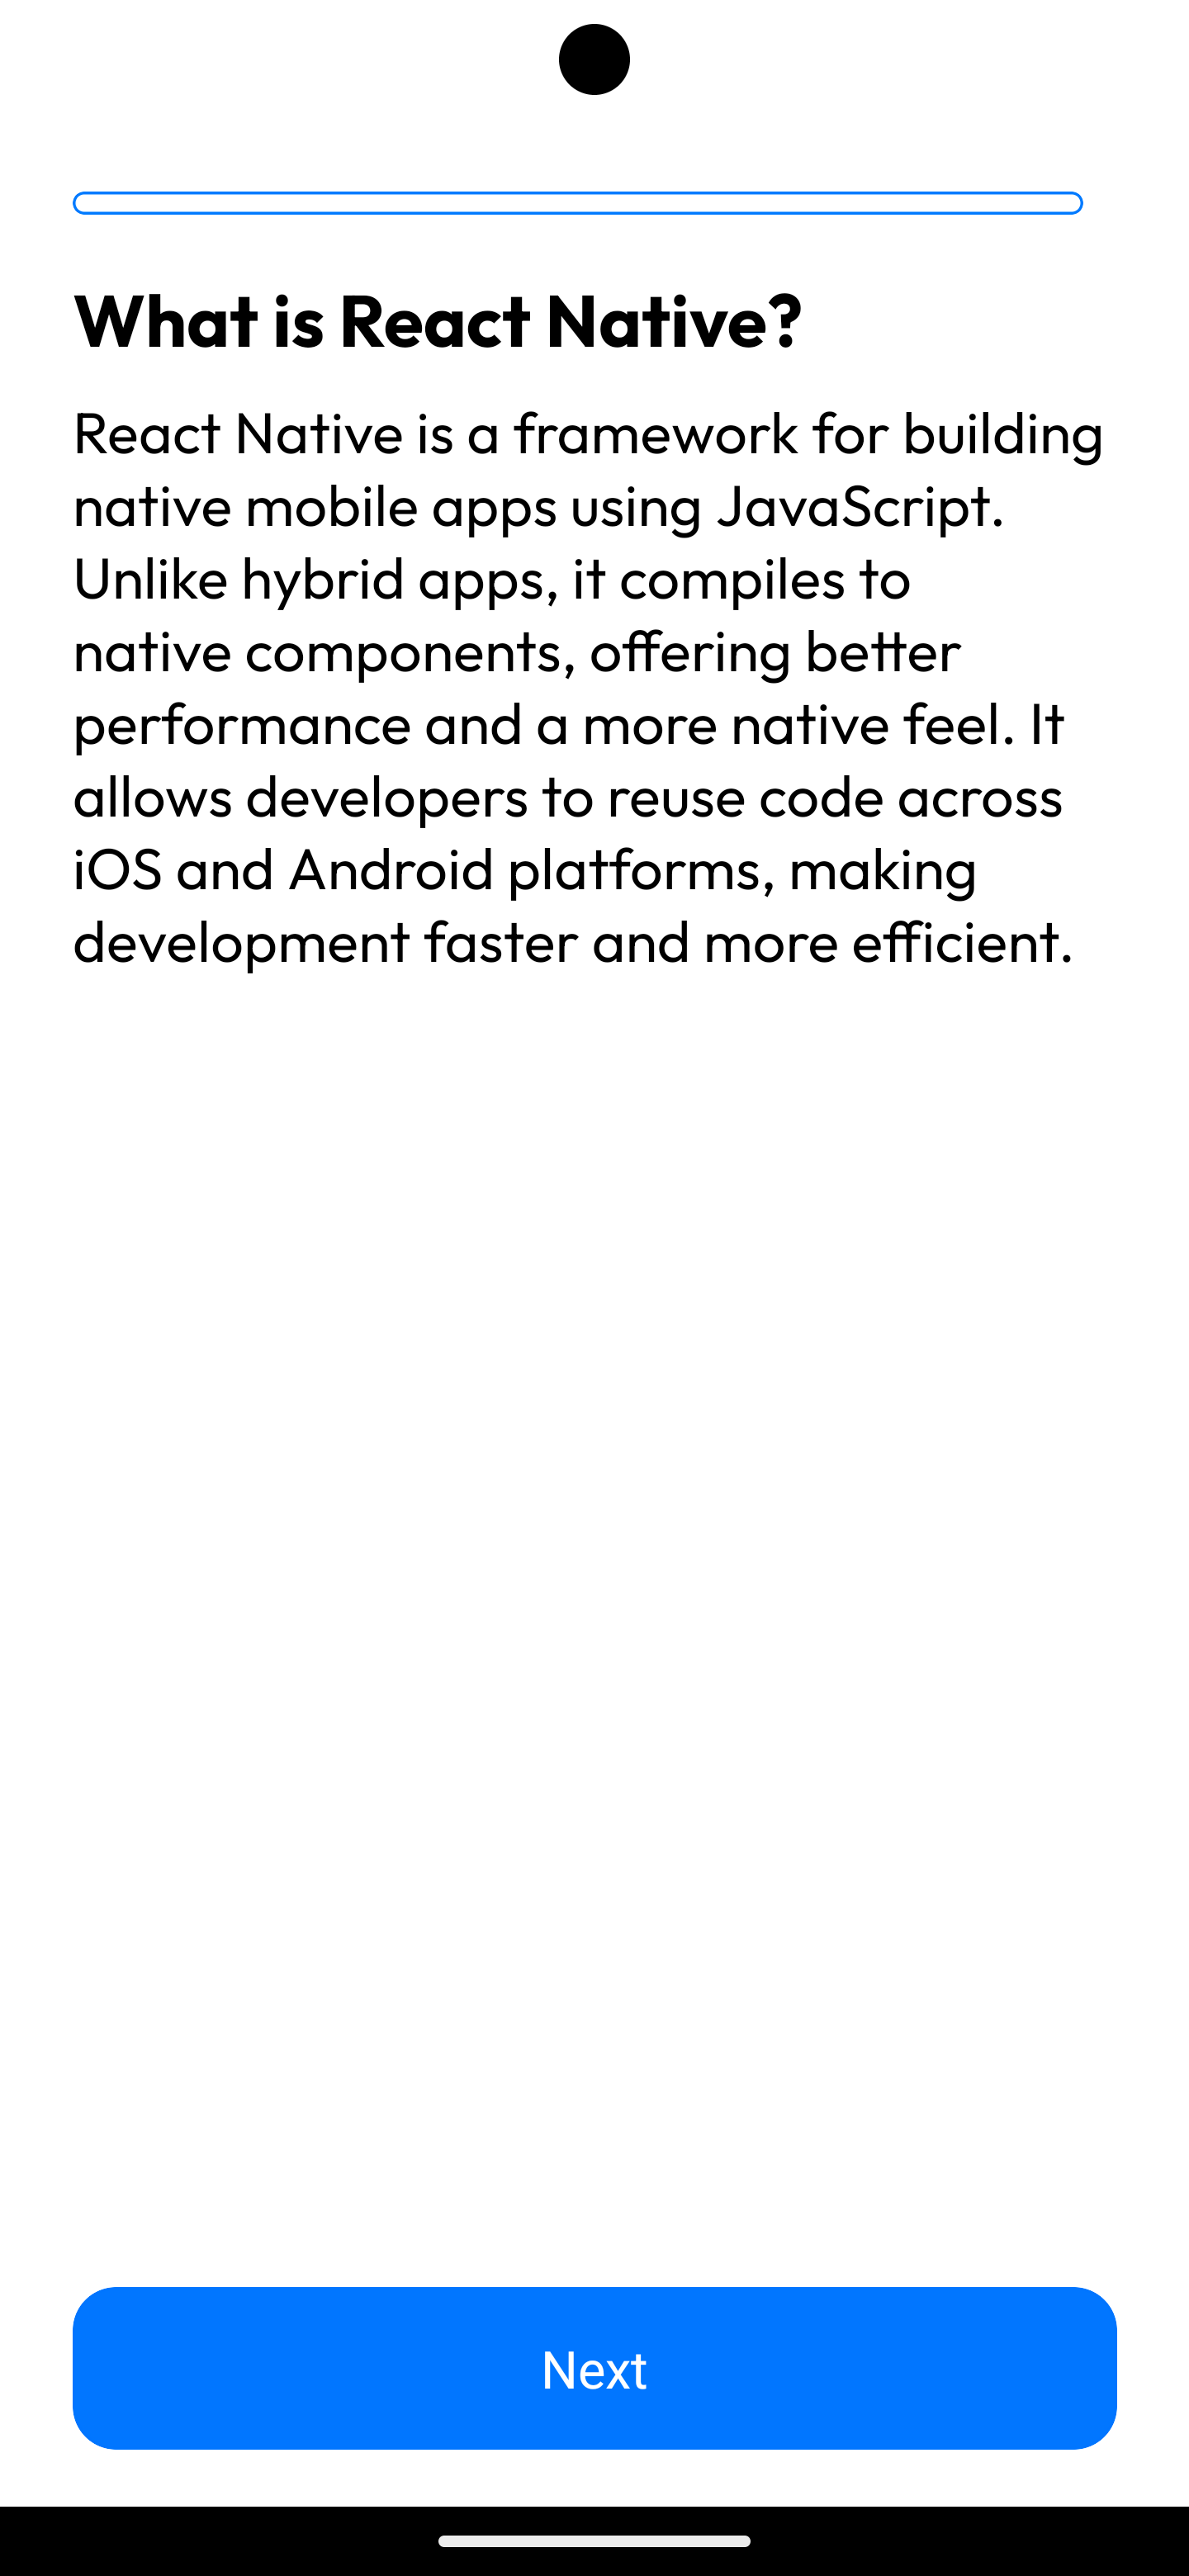 What is React Native?
React Native is a framework for building
native mobile apps using JavaScript.
Unlike hybrid apps, it compiles to
native components, offering better
performance and a more native feel. It
allows developers to reuse code across
iOS and Android platforms, making
development faster and more efficient.
Next